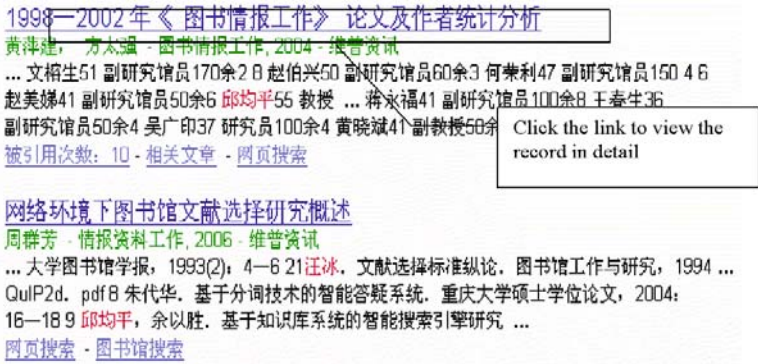 1998—2002年《 图书情报工作》 论文及作者统计分析
黄萍建， 方太强 - 图书情报工作, 2004 - 维普资讯
... 文榕生51 副研究馆员170余2 8 赵伯兴50 副研究馆员60余3 何荣利47 副研究馆员150 4 6
赵美娣41 副研究馆员50余6 邱均平55 教授 ... 蒋永福41 副研究馆员100余8 王春生36
副研究馆员50余4 吴广印37 研究员100余4 黄晓斌41 副教授50余
Click the link to view the
record in detail
被引用次数：10 - 相关文章 - 网页搜索
网络环境下图书馆文献选择研究概述
周群芳 - 情报资料工作, 2006 - 维普资讯
... 大学图书馆学报，1993(2)：4—6 21汪冰．文献选择标准纵论．图书馆工作与研究，1994 ...
QuIP2d．pdf 8 朱代华．基于分词技术的智能答疑系统．重庆大学硕士学位论文，2004：
16—18 9 邱均平，余以胜．基于知识库系统的智能搜索引擎研究 ...
网页搜索 - 图书馆搜索